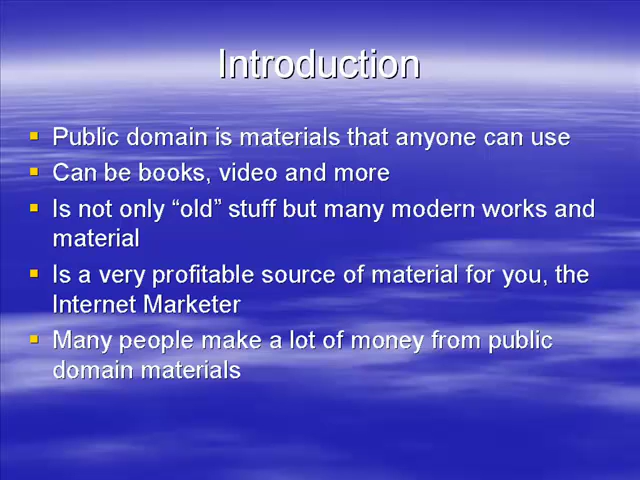 Introduction
Public domain is materials that anyone can use
Can be books, video and more
Is not only “old” stuff but many modern works and
material
Is a very profitable source of material for you, the
Internet Marketer
Many people make a lot of money from public
domain materials